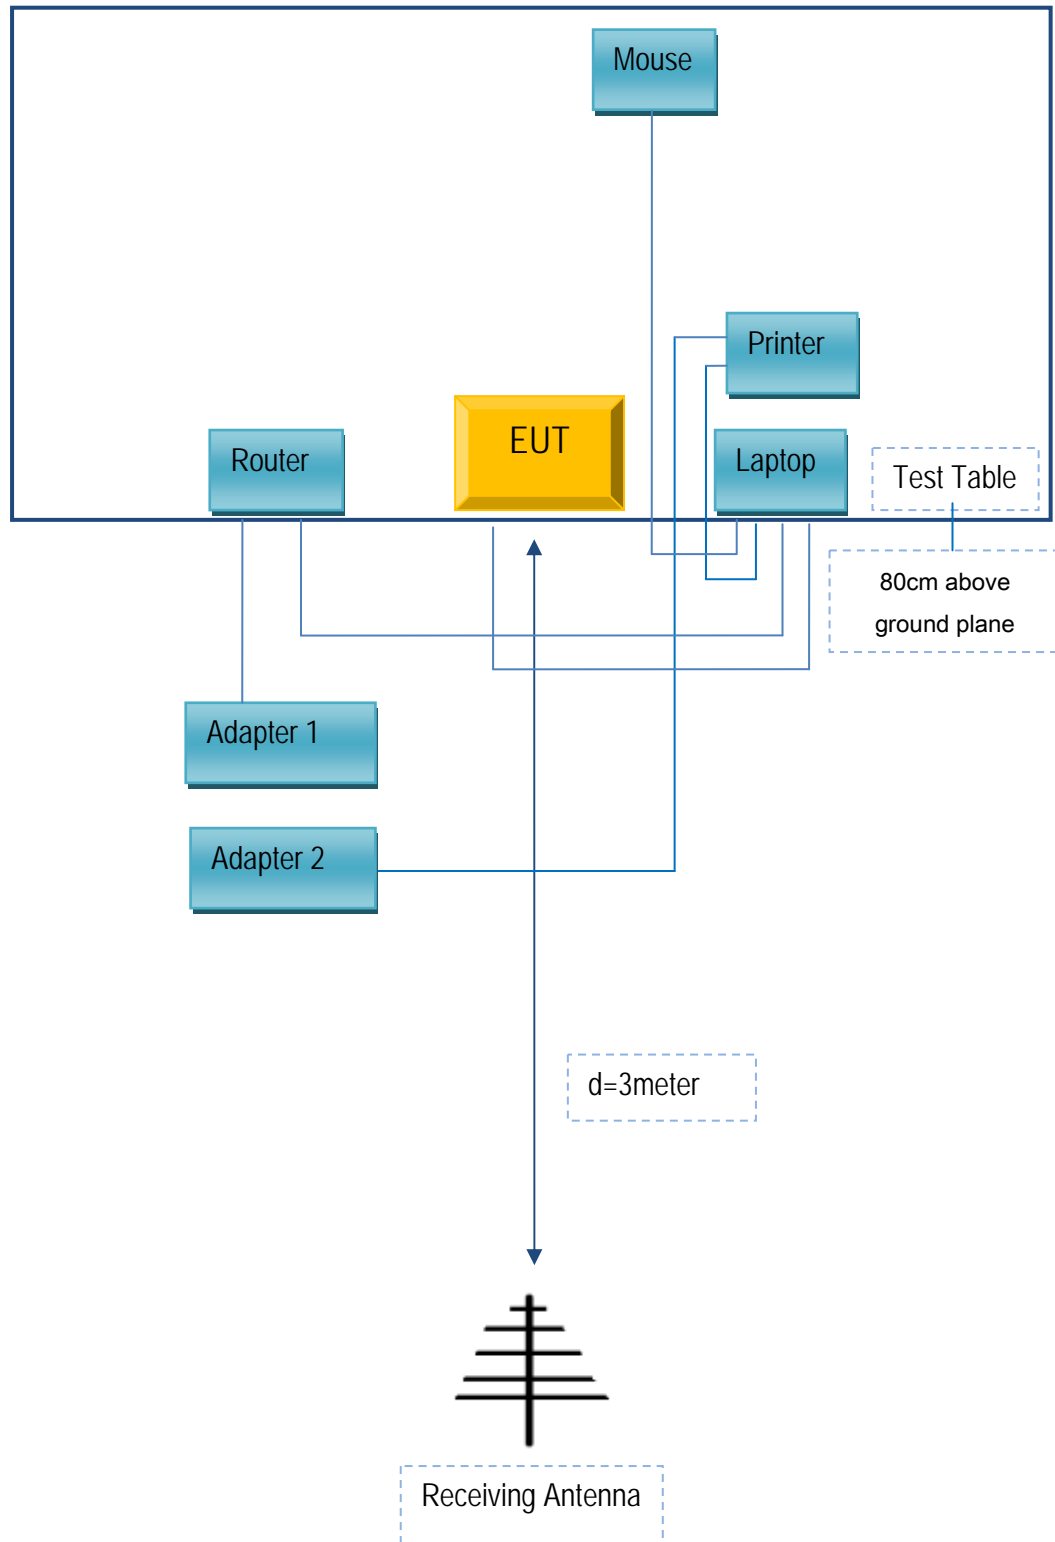 Mouse
Printer
EUT
Router
Laptop
Test Table
80cm above
ground plane
Adapter 1
Adapter 2
d=3meter
Receiving Antenna